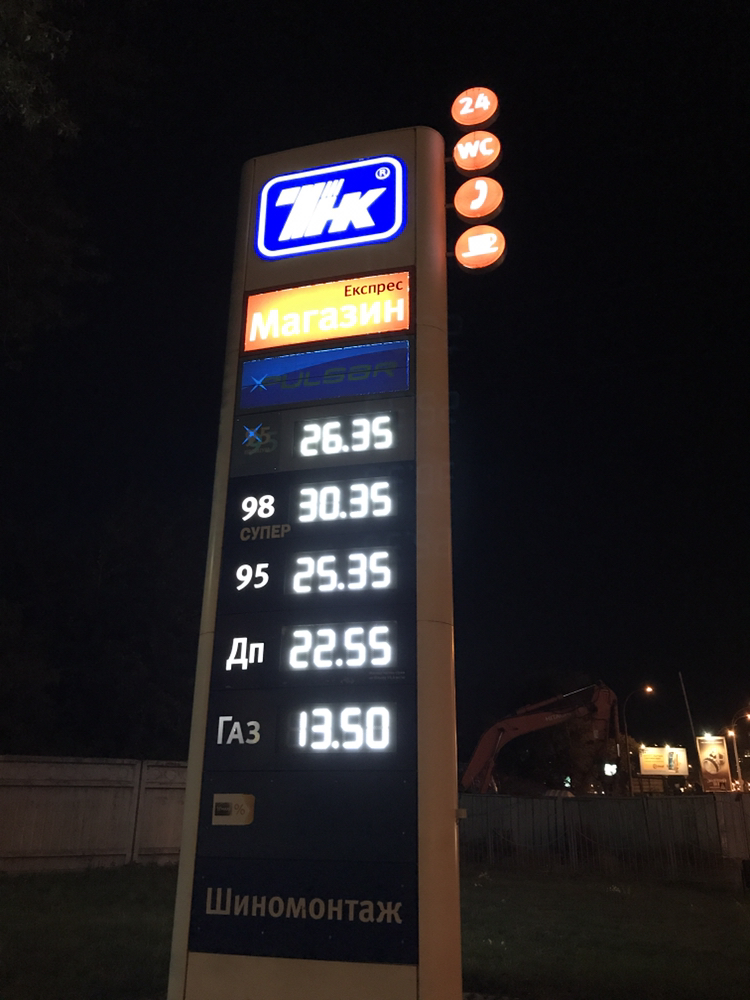 24
WC
ТНК ®
Експрес
Магазин
PULSAR
95 26.35
98 30.35
СУПЕР
95 25.35
Дп 22.55
ГАЗ 13.50
%
Шиномонтаж